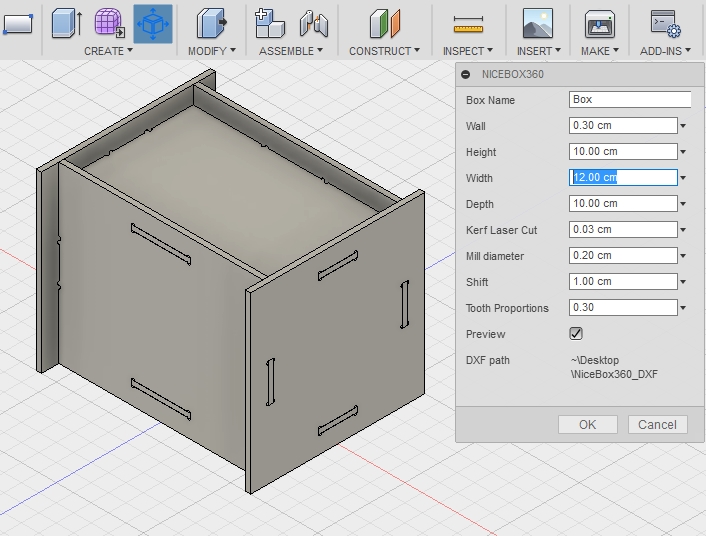 CREATE MODIFY ASSEMBLE CONSTRUCT INSPECT INSERT MAKE ADD-INS
NICEBOX360
Box Name Box
Wall 0.30 cm
Height 10.00 cm
Width 12.00 cm
Depth 10.00 cm
Kerf Laser Cut 0.03 cm
Mill diameter 0.20 cm
Shift 1.00 cm
Tooth Proportions 0.30
Preview
DXF path ~\Desktop
\NiceBox360_DXF
OK Cancel